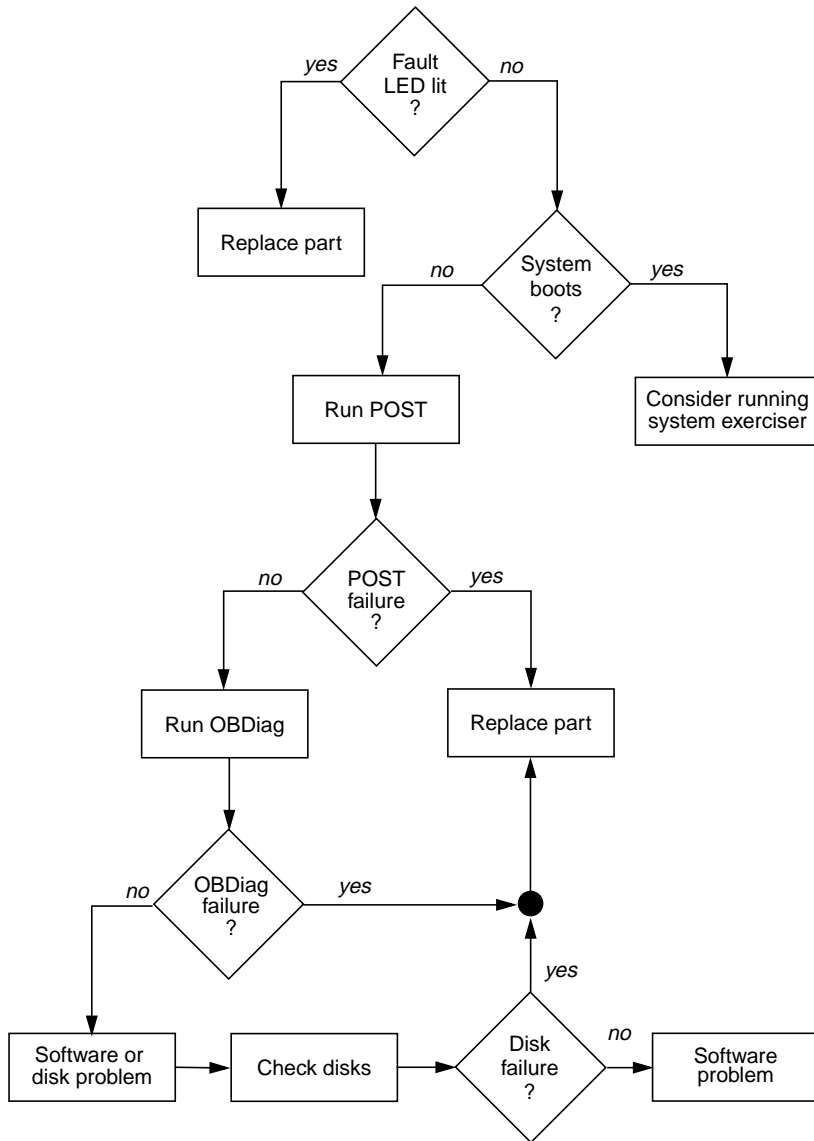 Fault
LED lit
?
yes
no
Replace part
System
boots
?
no
yes
Run POST
Consider running
system exerciser
POST
failure
?
no
yes
Run OBDiag
Replace part
OBDiag
failure
?
no
yes
yes
Software or
disk problem
Check disks
Disk
failure
?
no
Software
problem